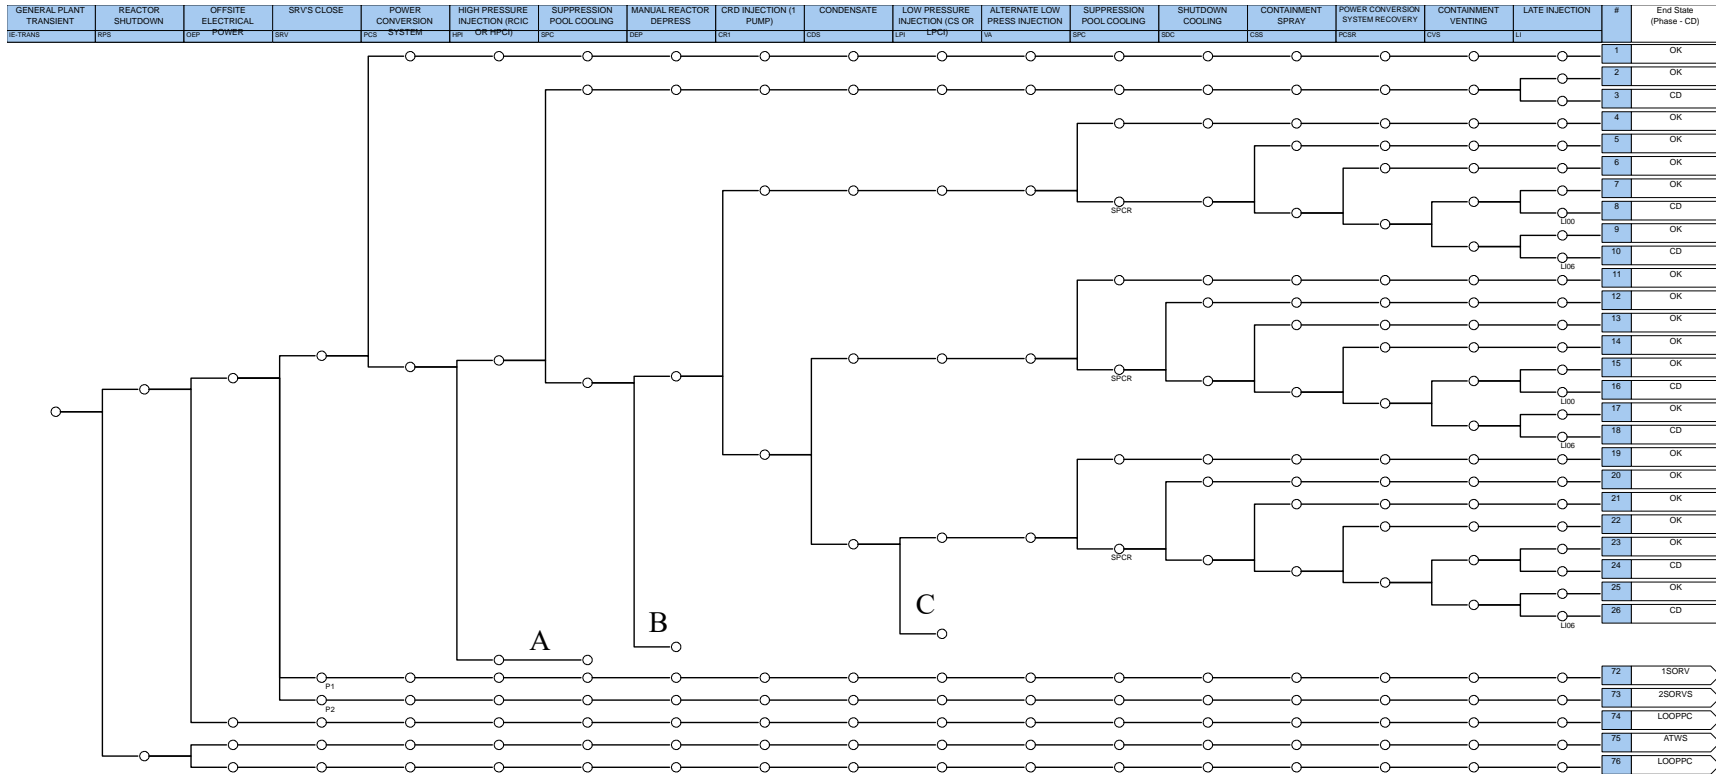 GENERAL PLANT TRANSIENT
REACTOR SHUTDOWN
OFFSITE ELECTRICAL POWER
SRV'S CLOSE
POWER CONVERSION SYSTEM
HIGH PRESSURE INJECTION (RCIC OR HPCI)
SUPPRESSION POOL COOLING
MANUAL REACTOR DEPRESS
CRD INJECTION (1 PUMP)
CONDENSATE
LOW PRESSURE INJECTION (CS OR LPCI)
ALTERNATE LOW PRESS INJECTION
SUPPRESSION POOL COOLING
SHUTDOWN COOLING
CONTAINMENT SPRAY
POWER CONVERSION SYSTEM RECOVERY
CONTAINMENT VENTING
LATE INJECTION
#
End State (Phase - CD)
IE-TRANS
RPS
OEP
SRV
PCS
HPI
SPC
DEP
CR1
CDS
LPI
VA
SPC
SDC
CSS
PCSR
CVS
LI
1 OK
2 OK
3 CD
4 OK
5 OK
6 OK
7 OK
SPCR
8 CD
LI00
9 OK
10 CD
LI06
11 OK
12 OK
13 OK
14 OK
15 OK
SPCR
16 CD
LI00
17 OK
18 CD
LI06
19 OK
20 OK
21 OK
22 OK
23 OK
SPCR
24 CD
25 OK
26 CD
LI06
C
B
A
72 1SORV
P1
73 2SORVS
P2
74 LOOPPC
75 ATWS
76 LOOPPC